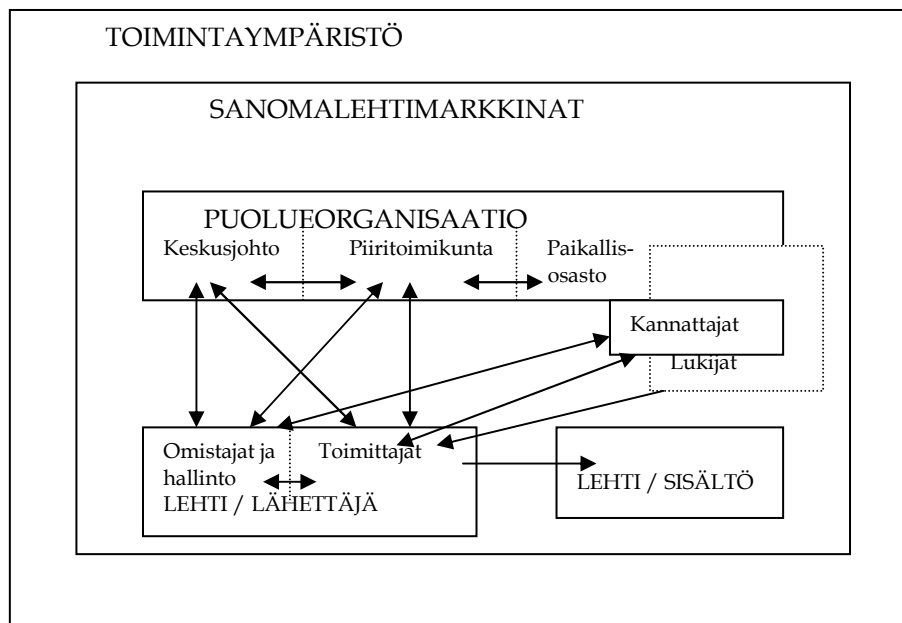 TOIMINTAYMPÄRISTÖ
SANOMALEHTIMARKKINAT
PUOLUEORGANISAATIO
Keskusjohto
Piiritoimikunta
Paikallis-
osasto
Kannattajat
Lukijat
Omistajat ja
hallinto
Toimittajat
LEHTI / LÄHETTÄJÄ
LEHTI / SISÄLTÖ